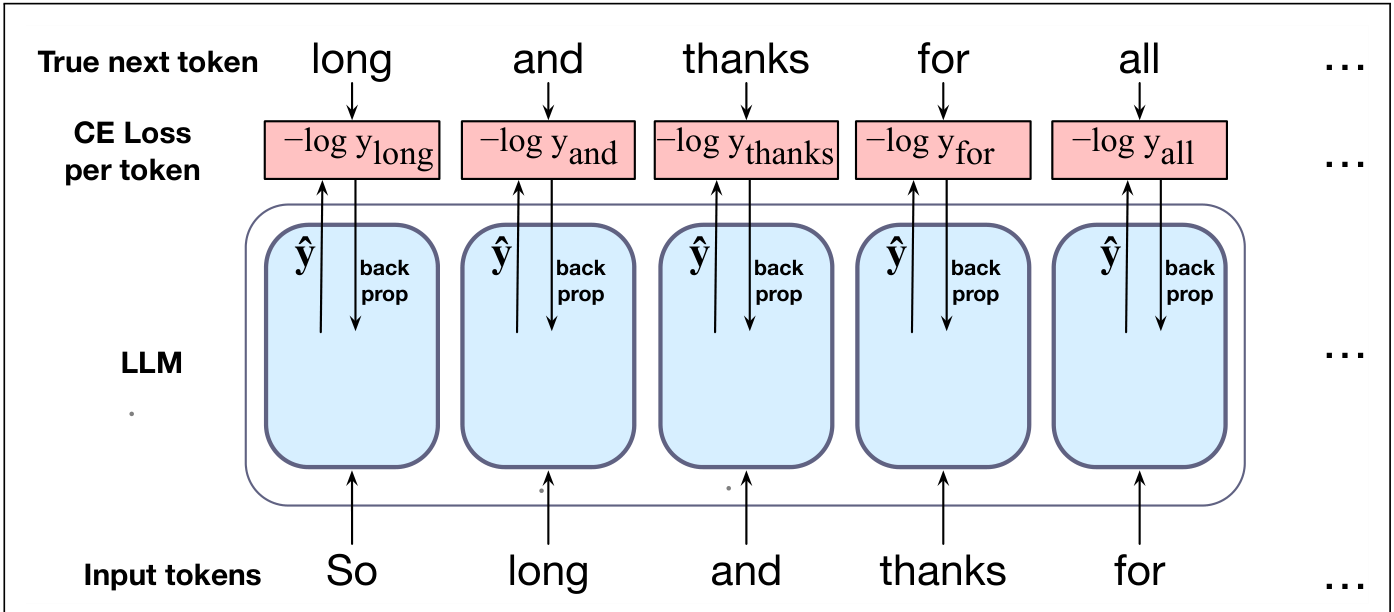 True next token long and thanks for all ...
CE Loss
per token
−log y_long −log y_and −log y_thanks −log y_for −log y_all ...
ŷ ŷ ŷ ŷ ŷ
back back back back back
prop prop prop prop prop
LLM ...
Input tokens So long and thanks for ...